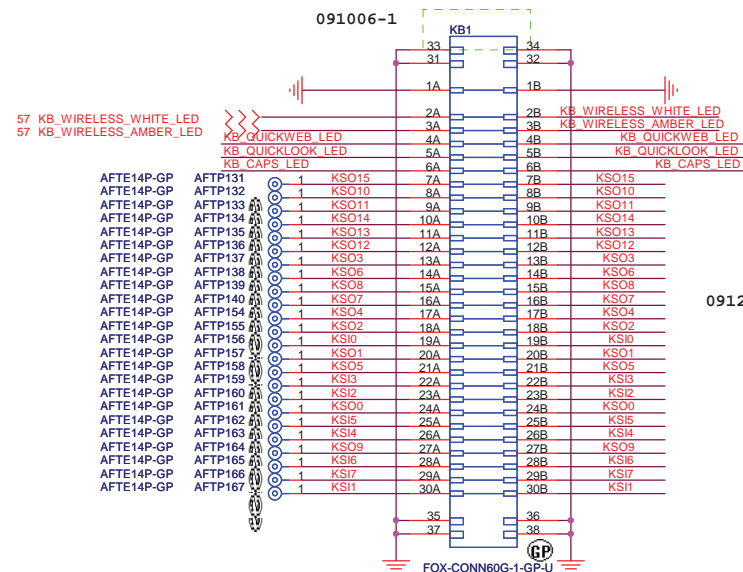 091006-1
KB1
33 34
31 32
1A 1B
57 KB_WIRELESS_WHITE_LED 2A 2B KB_WIRELESS_WHITE_LED
57 KB_WIRELESS_AMBER_LED 3A 3B KB_WIRELESS_AMBER_LED
KB_QUICKWEB_LED 4A 4B KB_QUICKWEB_LED
KB_QUICKLOOK_LED 5A 5B KB_QUICKLOOK_LED
KB_CAPS_LED 6A 6B KB_CAPS_LED
AFTE14P-GP AFTP131 1 KSO15 7A 7B KSO15
AFTE14P-GP AFTP132 1 KSO10 8A 8B KSO10
AFTE14P-GP AFTP133 1 KSO11 9A 9B KSO11
AFTE14P-GP AFTP134 1 KSO14 10A 10B KSO14
AFTE14P-GP AFTP135 1 KSO13 11A 11B KSO13
AFTE14P-GP AFTP136 1 KSO12 12A 12B KSO12
AFTE14P-GP AFTP137 1 KSO3 13A 13B KSO3
AFTE14P-GP AFTP138 1 KSO6 14A 14B KSO6
AFTE14P-GP AFTP139 1 KSO8 15A 15B KSO8
AFTE14P-GP AFTP140 1 KSO7 16A 16B KSO7
0912
AFTE14P-GP AFTP154 1 KSO4 17A 17B KSO4
AFTE14P-GP AFTP155 1 KSO2 18A 18B KSO2
AFTE14P-GP AFTP156 1 KSI0 19A 19B KSI0
AFTE14P-GP AFTP157 1 KSO1 20A 20B KSO1
AFTE14P-GP AFTP158 1 KSO5 21A 21B KSO5
AFTE14P-GP AFTP159 1 KSI3 22A 22B KSI3
AFTE14P-GP AFTP160 1 KSI2 23A 23B KSI2
AFTE14P-GP AFTP161 1 KSO0 24A 24B KSO0
AFTE14P-GP AFTP162 1 KSI5 25A 25B KSI5
AFTE14P-GP AFTP163 1 KSI4 26A 26B KSI4
AFTE14P-GP AFTP164 1 KSO9 27A 27B KSO9
AFTE14P-GP AFTP165 1 KSI6 28A 28B KSI6
AFTE14P-GP AFTP166 1 KSI7 29A 29B KSI7
AFTE14P-GP AFTP167 1 KSI1 30A 30B KSI1
35 36
37 38
GP
FOX-CONN60G-1-GP-U